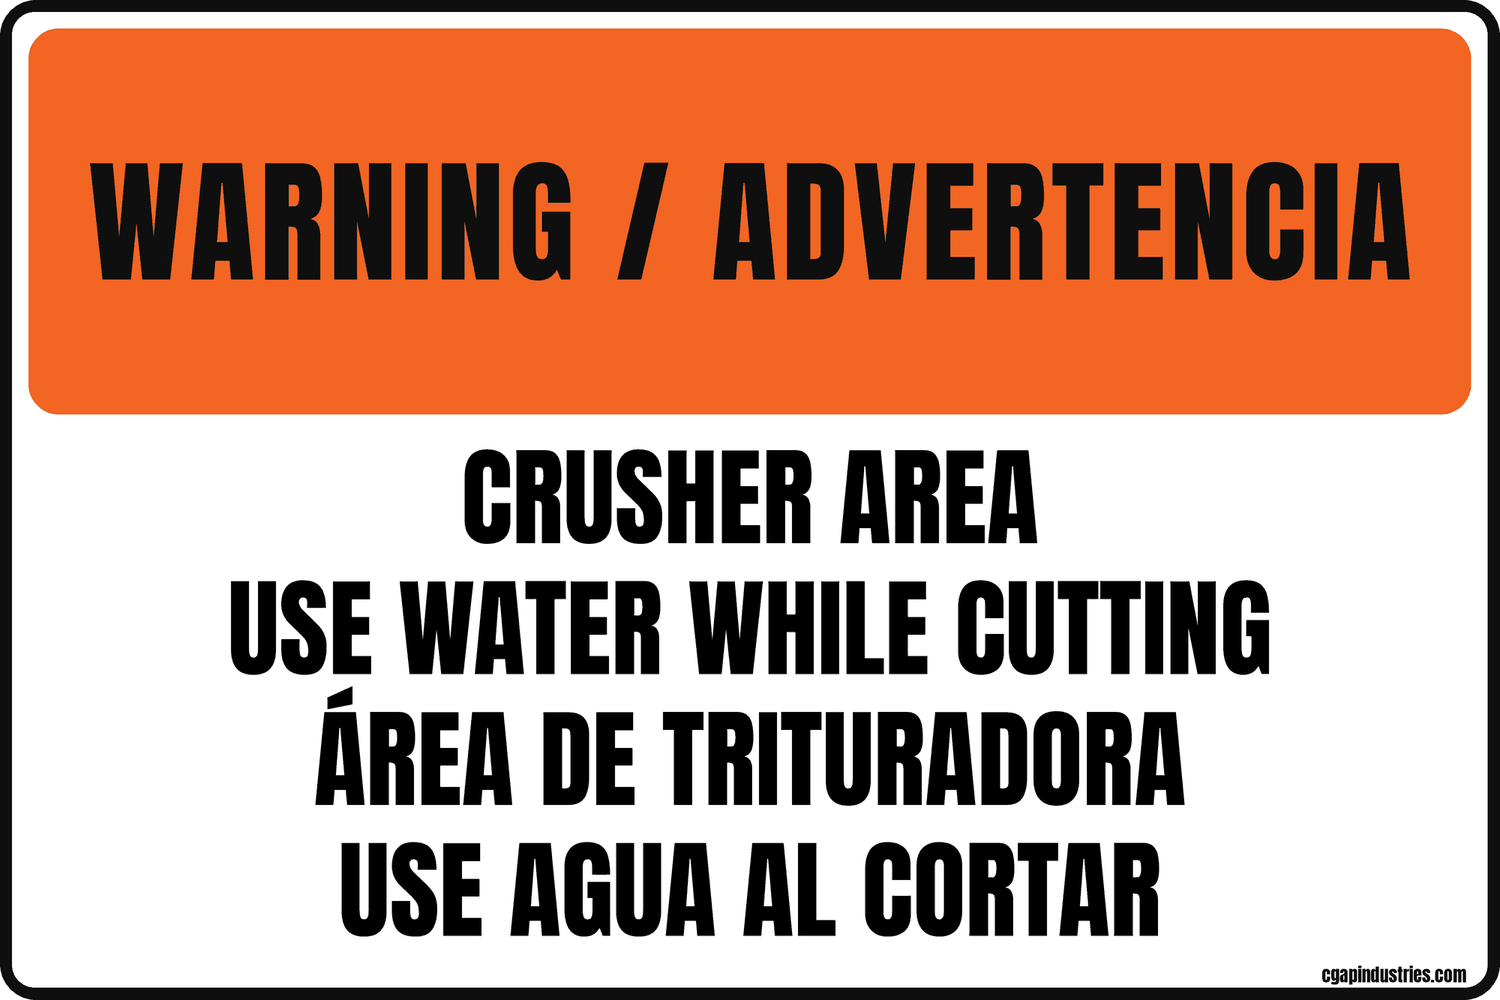 WARNING / ADVERTENCIA
CRUSHER AREA
USE WATER WHILE CUTTING
ÁREA DE TRITURADORA
USE AGUA AL CORTAR
cgapindustries.com